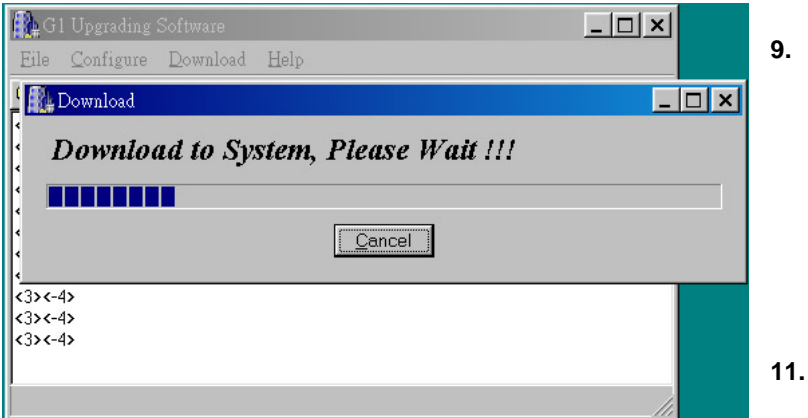 G1 Upgrading Software
File Configure Download Help
9.
Download
Download to System, Please Wait !!!
Cancel
<3><-4>
<3><-4>
<3><-4>
11.